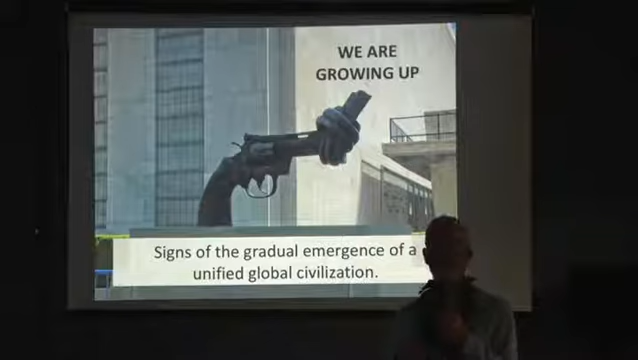 WE ARE
GROWING UP
Signs of the gradual emergence of a
unified global civilization.